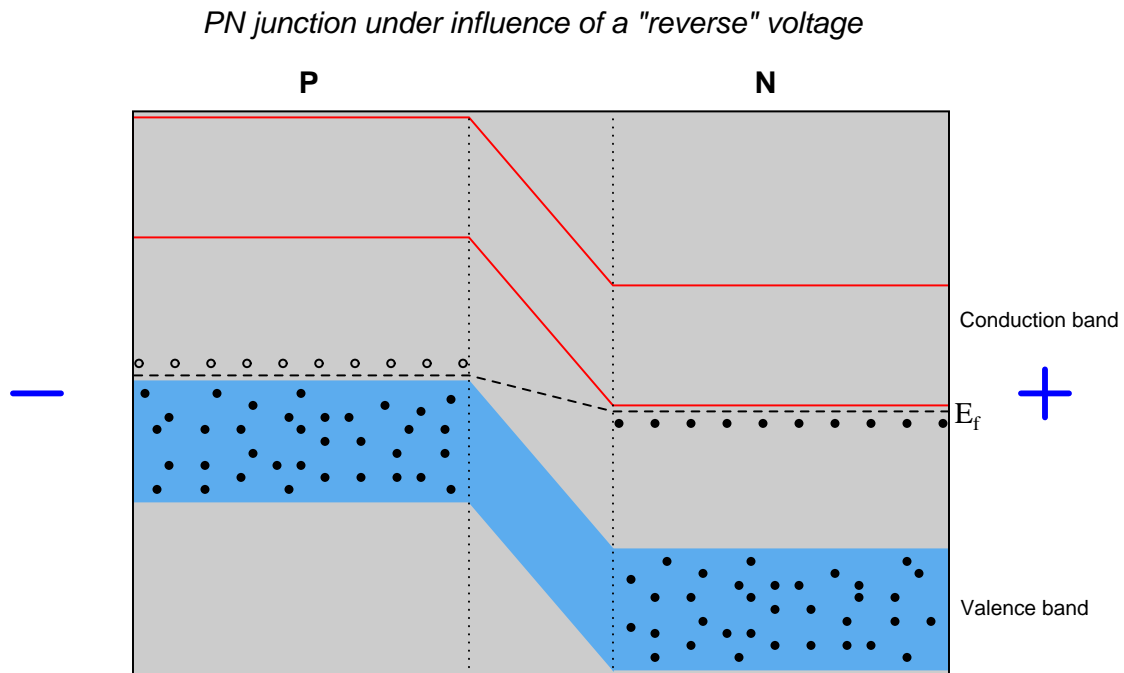 PN junction under influence of a "reverse" voltage
P N
Conduction band
− +
E_f
Valence band